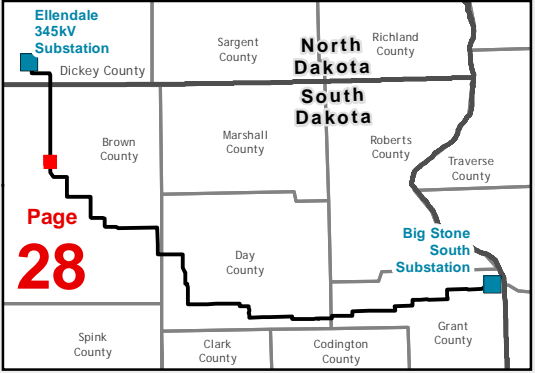 Ellendale
345kV
Substation
Dickey County
Sargent
County
North
Dakota
Richland
County
South
Dakota
Brown
County
Marshall
County
Roberts
County
Traverse
County
Page
28
Day
County
Big Stone
South
Substation
Spink
County
Clark
County
Codington
County
Grant
County